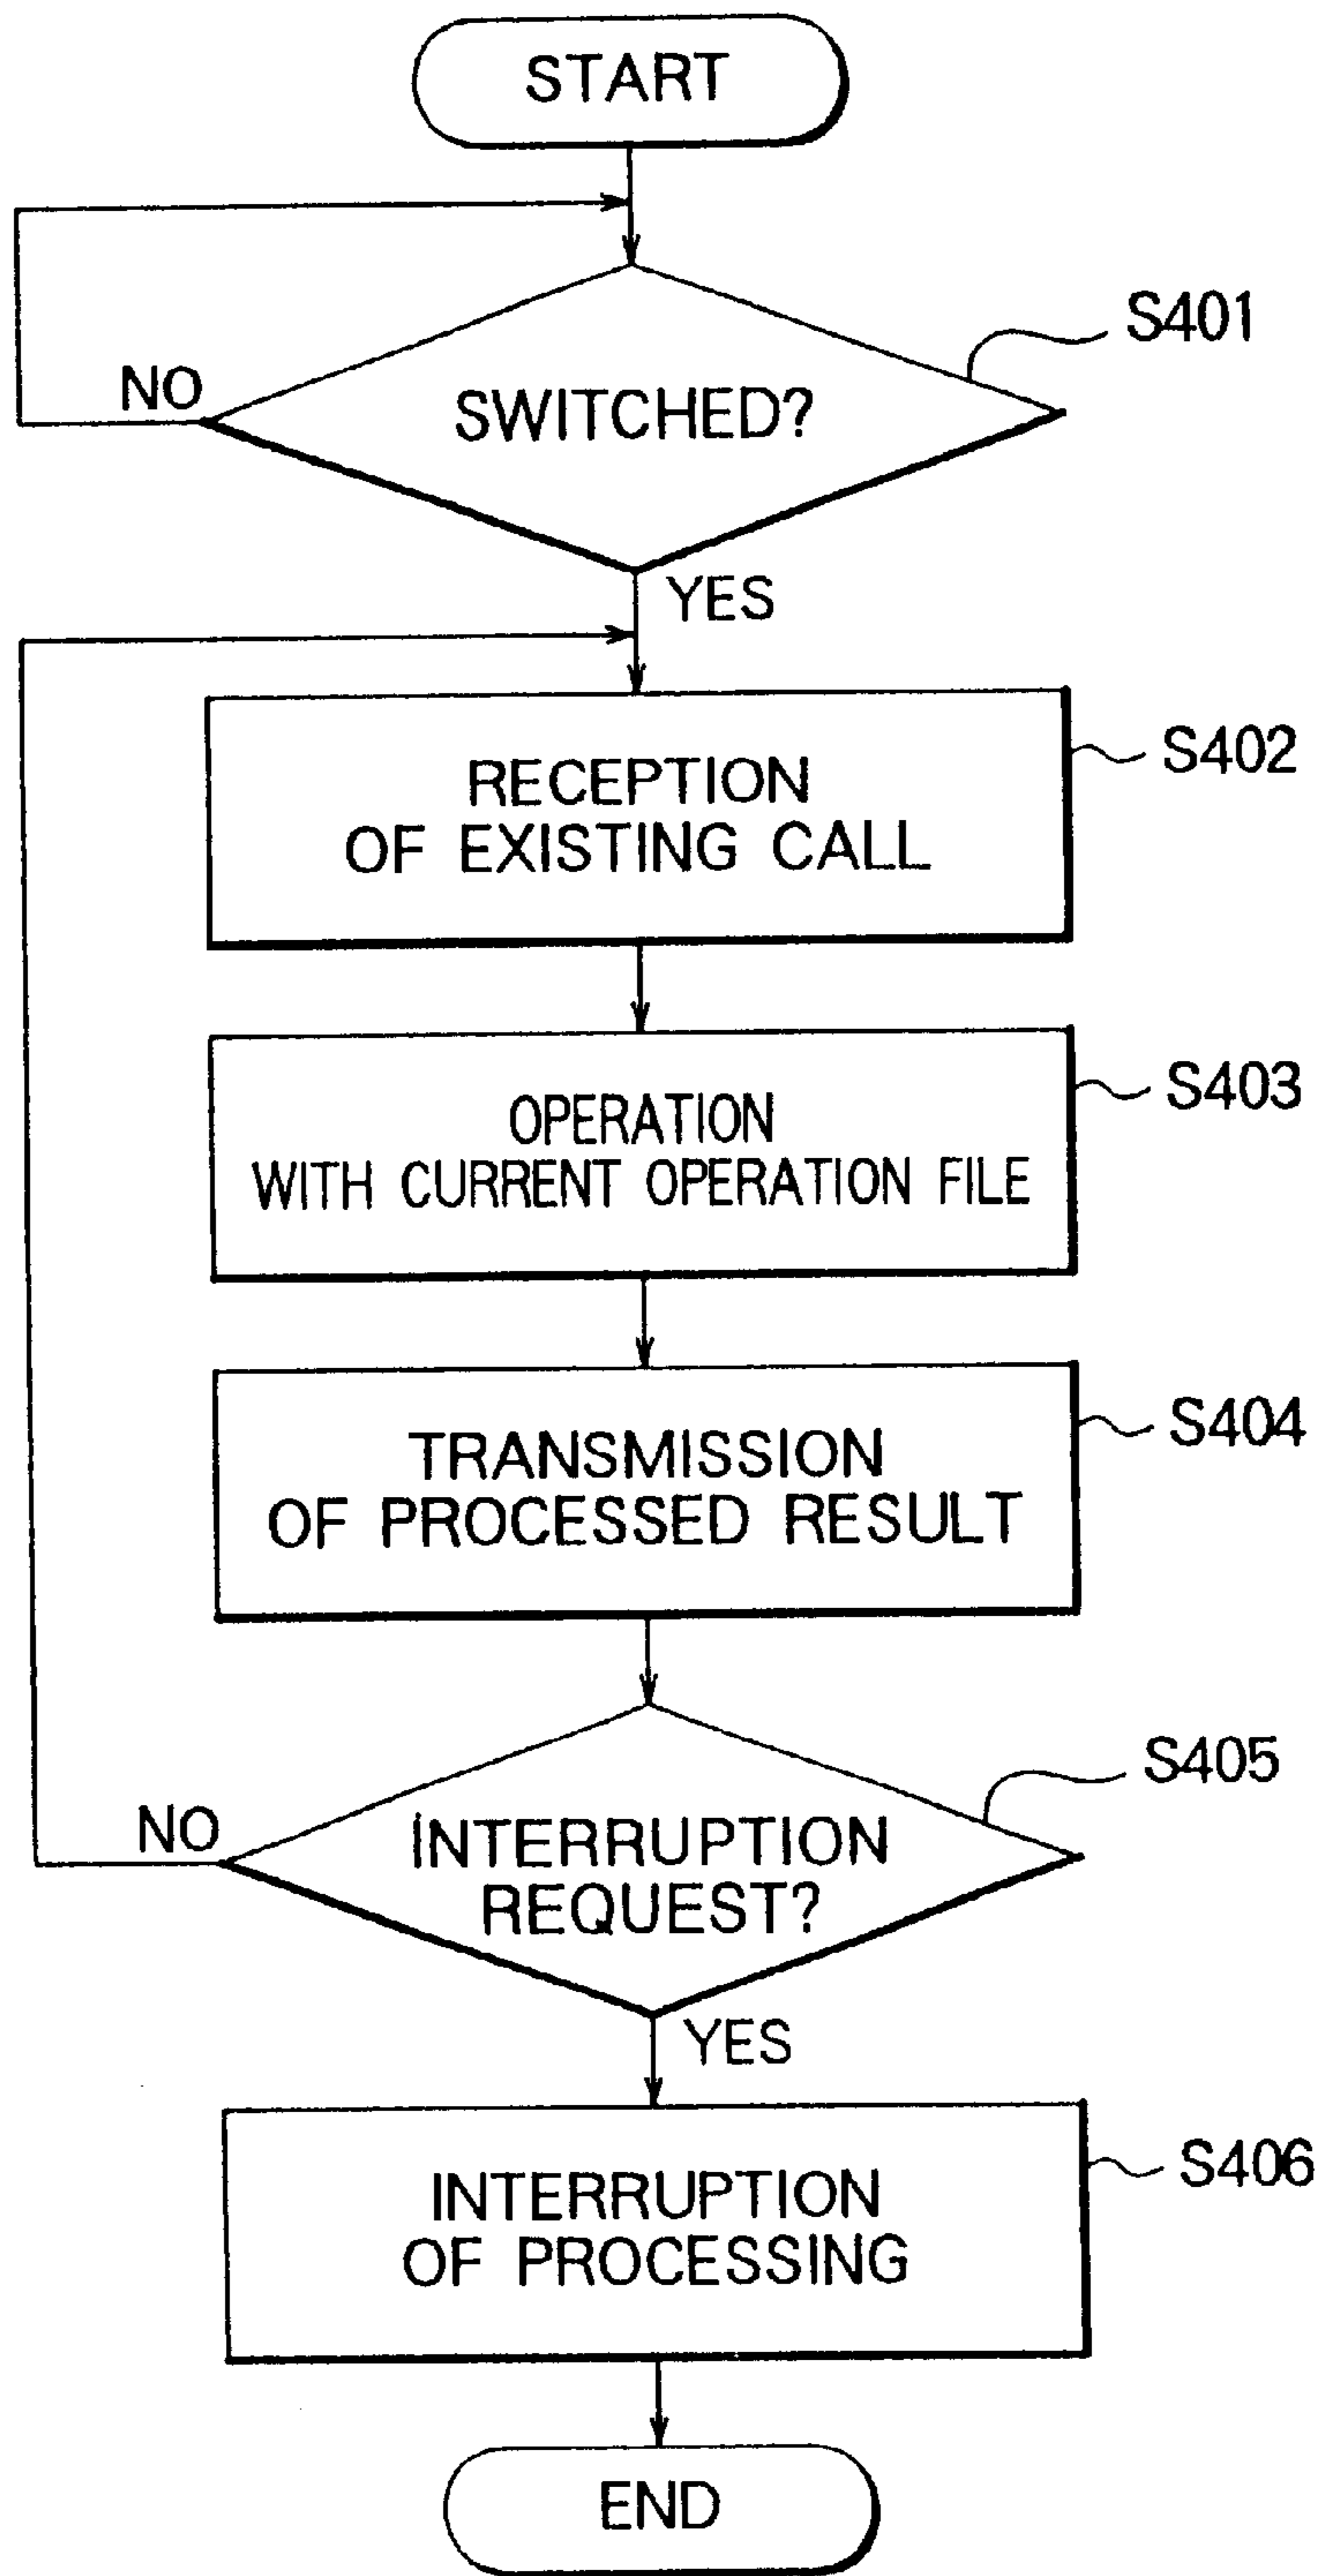 START
S401
NO
SWITCHED?
YES
S402
RECEPTION
OF EXISTING CALL
S403
OPERATION
WITH CURRENT OPERATION FILE
S404
TRANSMISSION
OF PROCESSED RESULT
S405
NO
INTERRUPTION
REQUEST?
YES
S406
INTERRUPTION
OF PROCESSING
END